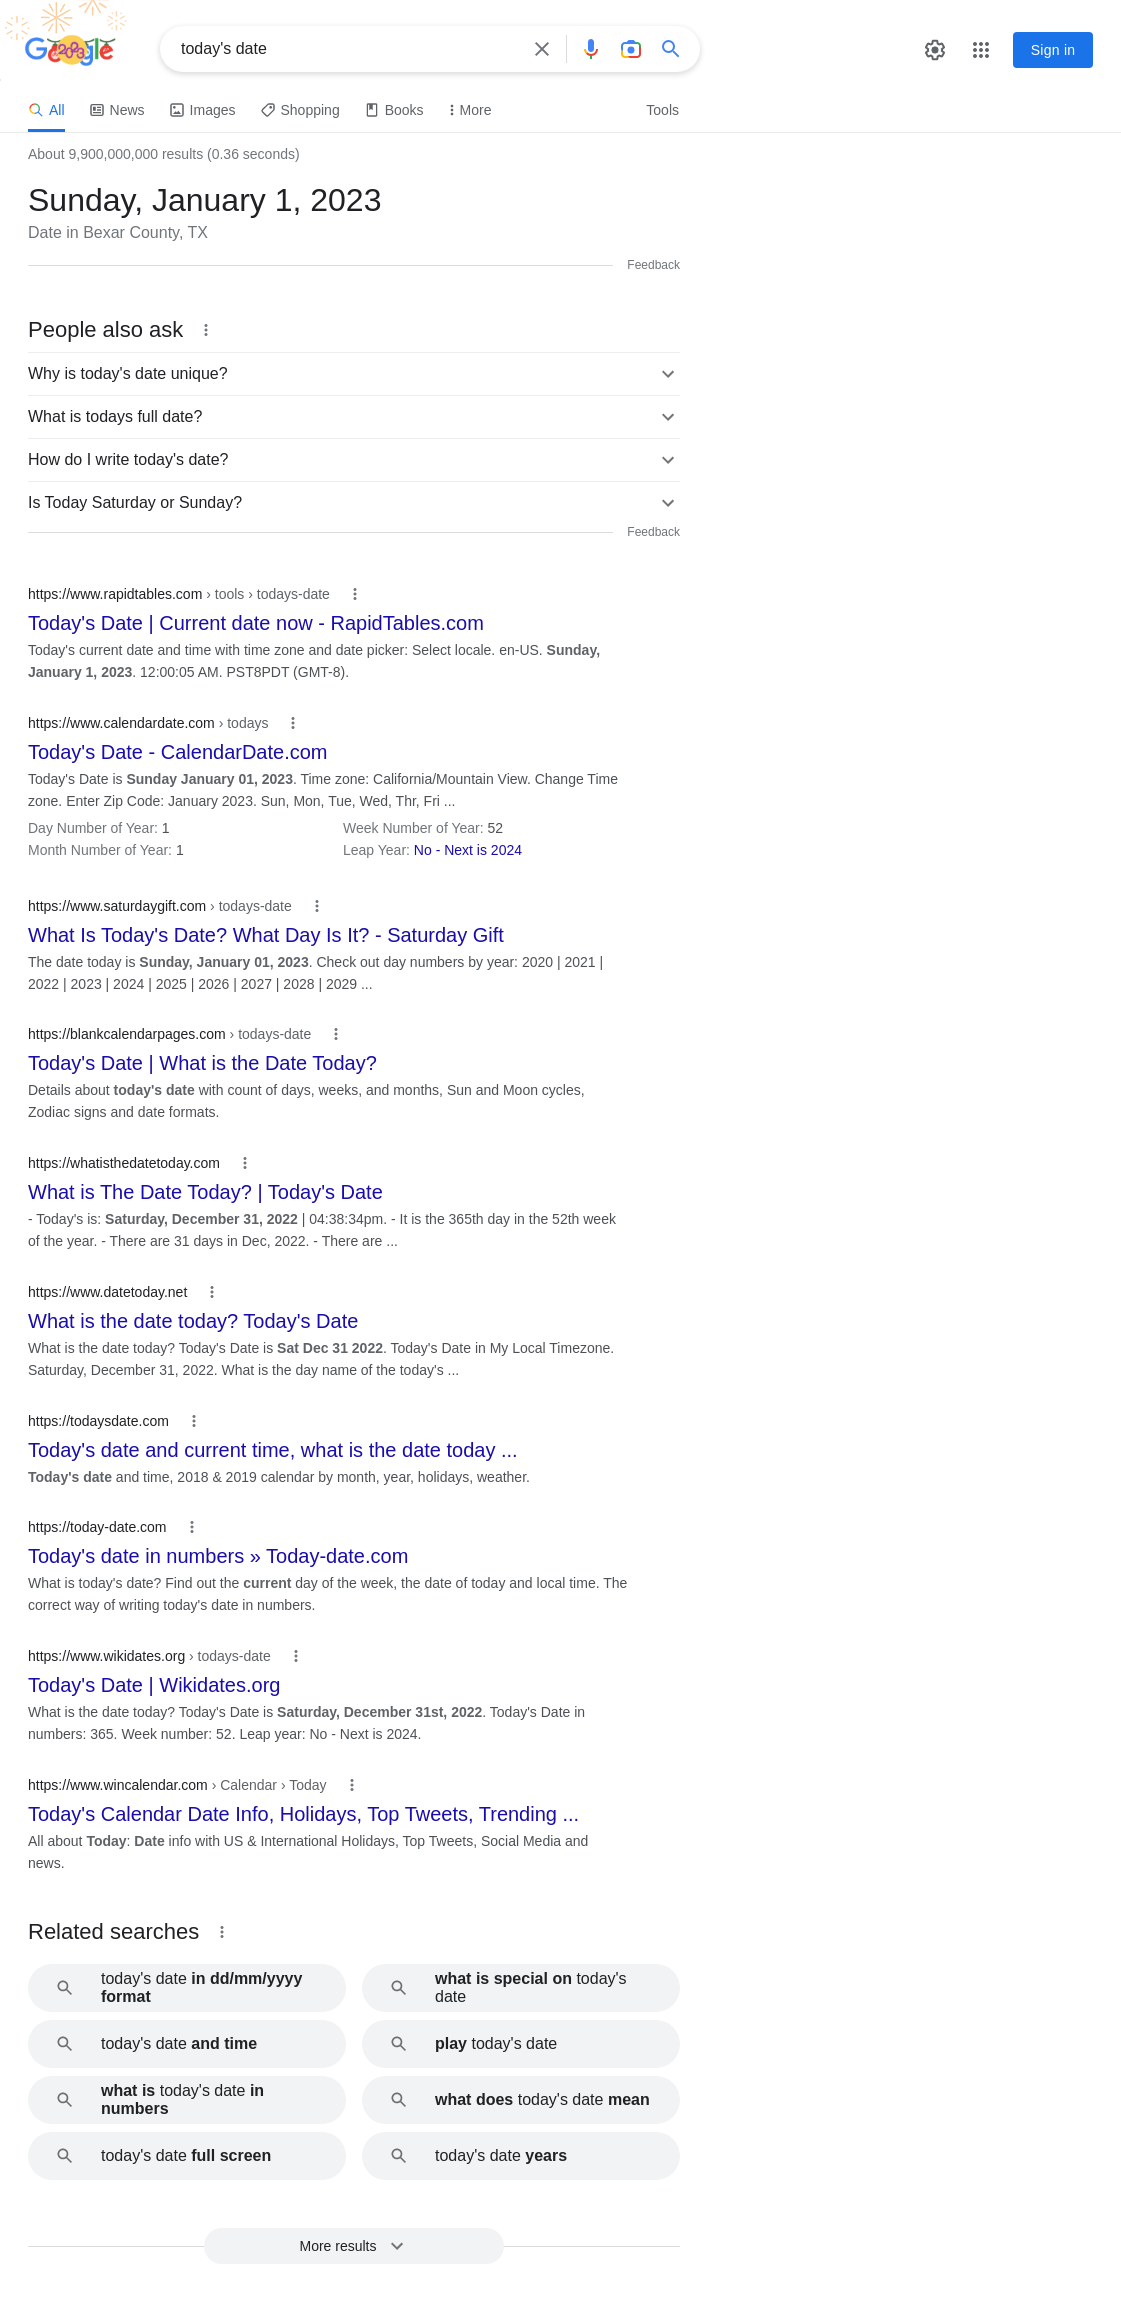 Google
2023
today's date
Sign in
All
News
Images
Shopping
Books
More
Tools
About 9,900,000,000 results (0.36 seconds)
Sunday, January 1, 2023
Date in Bexar County, TX
Feedback
People also ask
Why is today's date unique?
What is todays full date?
How do I write today's date?
Is Today Saturday or Sunday?
Feedback
https://www.rapidtables.com › tools › todays-date
Today's Date | Current date now - RapidTables.com
Today's current date and time with time zone and date picker: Select locale. en-US. Sunday,
January 1, 2023. 12:00:05 AM. PST8PDT (GMT-8).
https://www.calendardate.com › todays
Today's Date - CalendarDate.com
Today's Date is Sunday January 01, 2023. Time zone: California/Mountain View. Change Time
zone. Enter Zip Code: January 2023. Sun, Mon, Tue, Wed, Thr, Fri ...
Day Number of Year: 1
Week Number of Year: 52
Month Number of Year: 1
Leap Year: No - Next is 2024
https://www.saturdaygift.com › todays-date
What Is Today's Date? What Day Is It? - Saturday Gift
The date today is Sunday, January 01, 2023. Check out day numbers by year: 2020 | 2021 |
2022 | 2023 | 2024 | 2025 | 2026 | 2027 | 2028 | 2029 ...
https://blankcalendarpages.com › todays-date
Today's Date | What is the Date Today?
Details about today's date with count of days, weeks, and months, Sun and Moon cycles,
Zodiac signs and date formats.
https://whatisthedatetoday.com
What is The Date Today? | Today's Date
- Today's is: Saturday, December 31, 2022 | 04:38:34pm. - It is the 365th day in the 52th week
of the year. - There are 31 days in Dec, 2022. - There are ...
https://www.datetoday.net
What is the date today? Today's Date
What is the date today? Today's Date is Sat Dec 31 2022. Today's Date in My Local Timezone.
Saturday, December 31, 2022. What is the day name of the today's ...
https://todaysdate.com
Today's date and current time, what is the date today ...
Today's date and time, 2018 & 2019 calendar by month, year, holidays, weather.
https://today-date.com
Today's date in numbers » Today-date.com
What is today's date? Find out the current day of the week, the date of today and local time. The
correct way of writing today's date in numbers.
https://www.wikidates.org › todays-date
Today's Date | Wikidates.org
What is the date today? Today's Date is Saturday, December 31st, 2022. Today's Date in
numbers: 365. Week number: 52. Leap year: No - Next is 2024.
https://www.wincalendar.com › Calendar › Today
Today's Calendar Date Info, Holidays, Top Tweets, Trending ...
All about Today: Date info with US & International Holidays, Top Tweets, Social Media and
news.
Related searches
today's date in dd/mm/yyyy
format
what is special on today's
date
today's date and time
play today's date
what is today's date in
numbers
what does today's date mean
today's date full screen
today's date years
More results